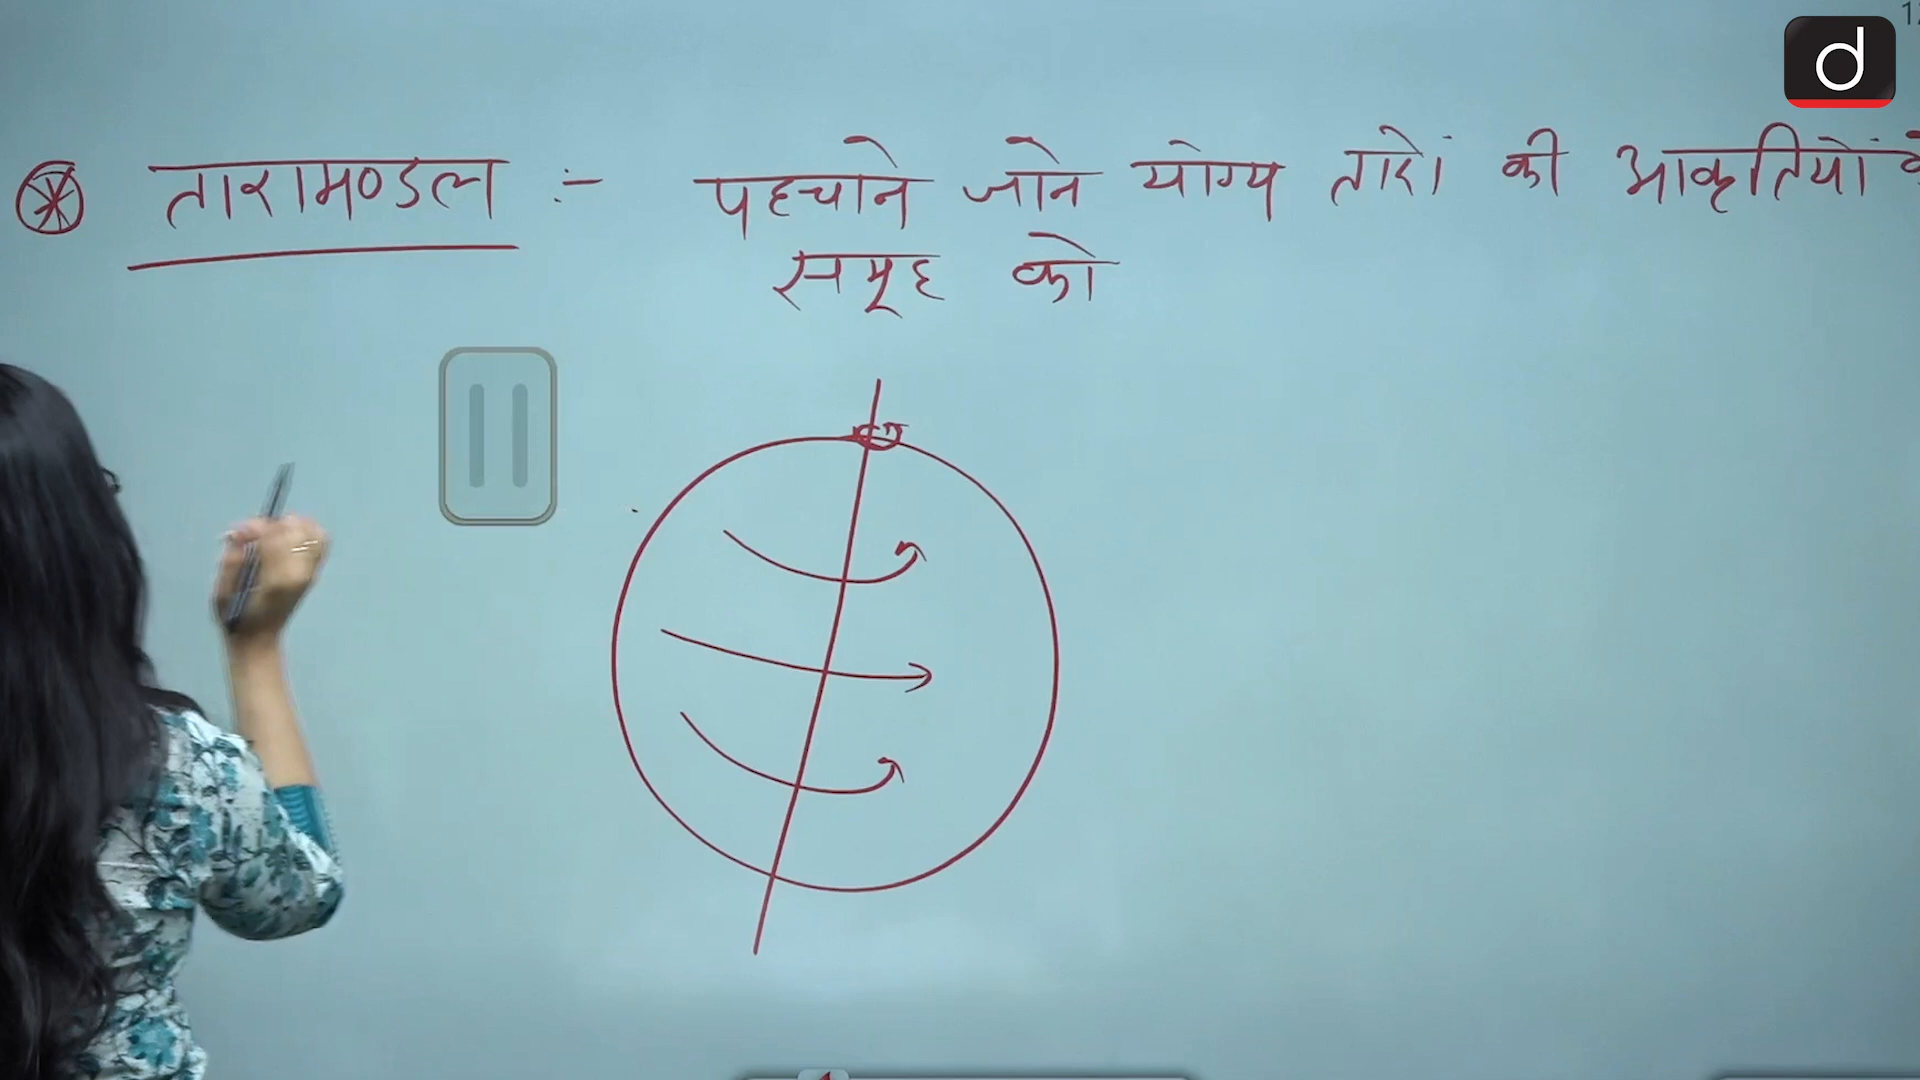 तारामण्डल :- पहचाने जाने योग्य तारों की आकृतियों के
समूह को